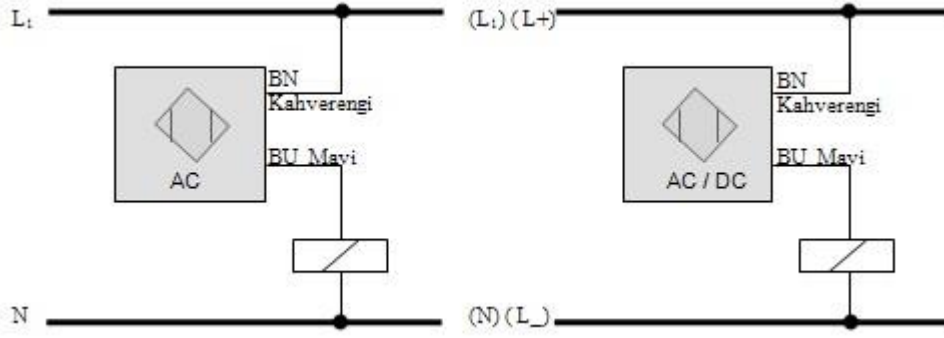 L₁
BN
Kahverengi
BU Mavi
AC
N
(L₁) (L+)
BN
Kahverengi
BU Mavi
AC / DC
(N) (L_)